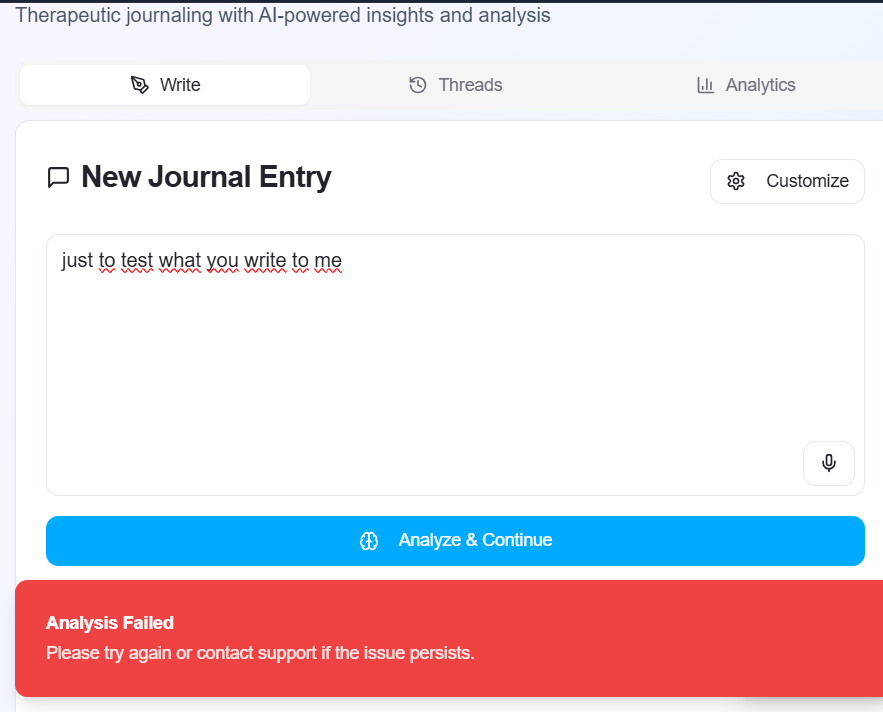 Therapeutic journaling with AI-powered insights and analysis
Write
Threads
Analytics
New Journal Entry
Customize
just to test what you write to me
Analyze & Continue
Analysis Failed
Please try again or contact support if the issue persists.